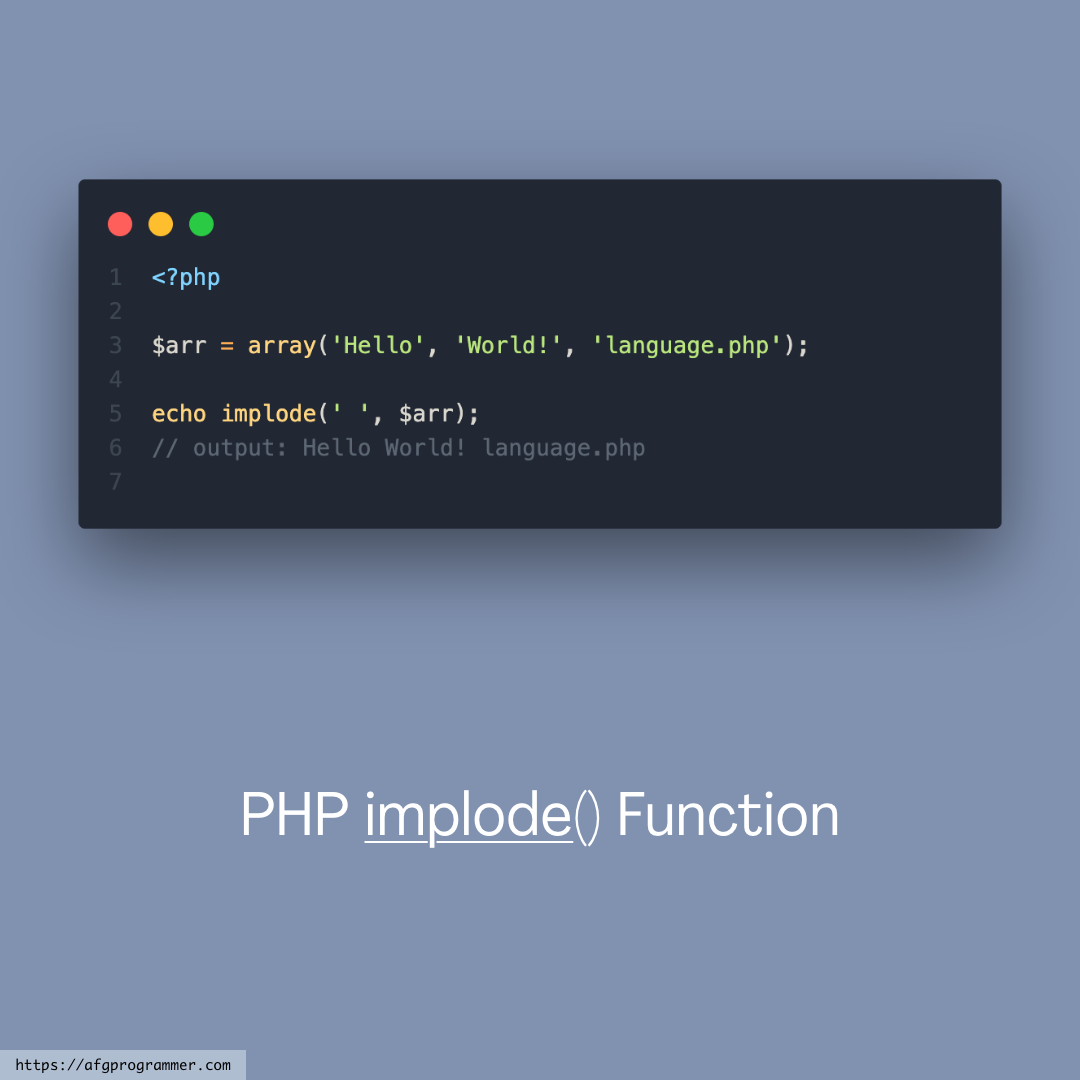 1 <?php
2
3 $arr = array('Hello', 'World!', 'language.php');
4
5 echo implode(' ', $arr);
6 // output: Hello World! language.php
7
PHP implode() Function
https://afgprogrammer.com